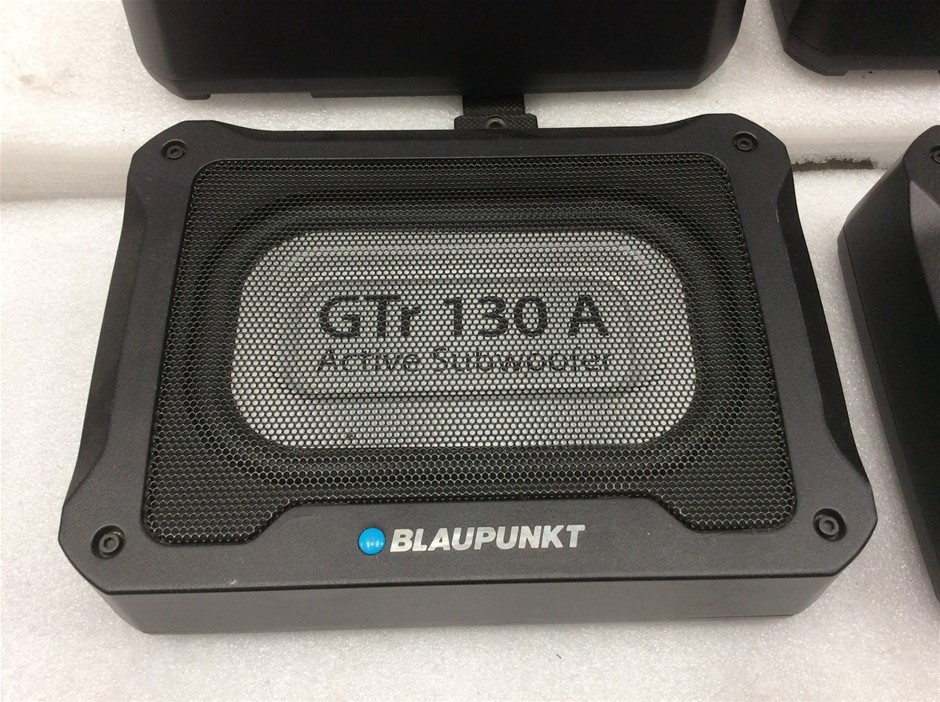 GTr 130 A
Active Subwoofer
BLAUPUNKT